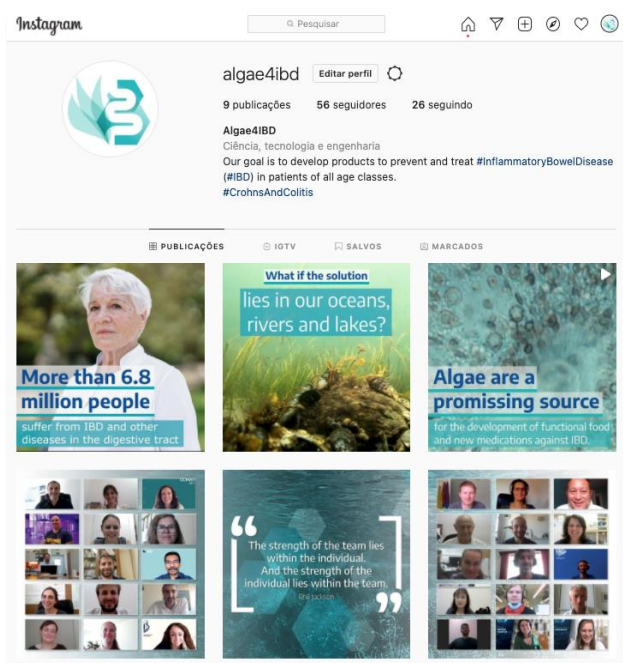 Instagram
Pesquisar
algae4ibd Editar perfil
9 publicações 56 seguidores 26 seguindo
Algae4IBD
Ciência, tecnologia e engenharia
Our goal is to develop products to prevent and treat #InflammatoryBowelDisease
(#IBD) in patients of all age classes.
#CrohnsAndColitis
PUBLICAÇÕES IGTV SALVOS MARCADOS
More than 6.8
million people
suffer from IBD and other
diseases in the digestive tract
What if the solution
lies in our oceans,
rivers and lakes?
Algae are a
promissing source
for the development of functional food
and new medications against IBD.
“
The strength of the team lies
within the individual.
And the strength of the
individual lies within the team.
Phil Jackson
”